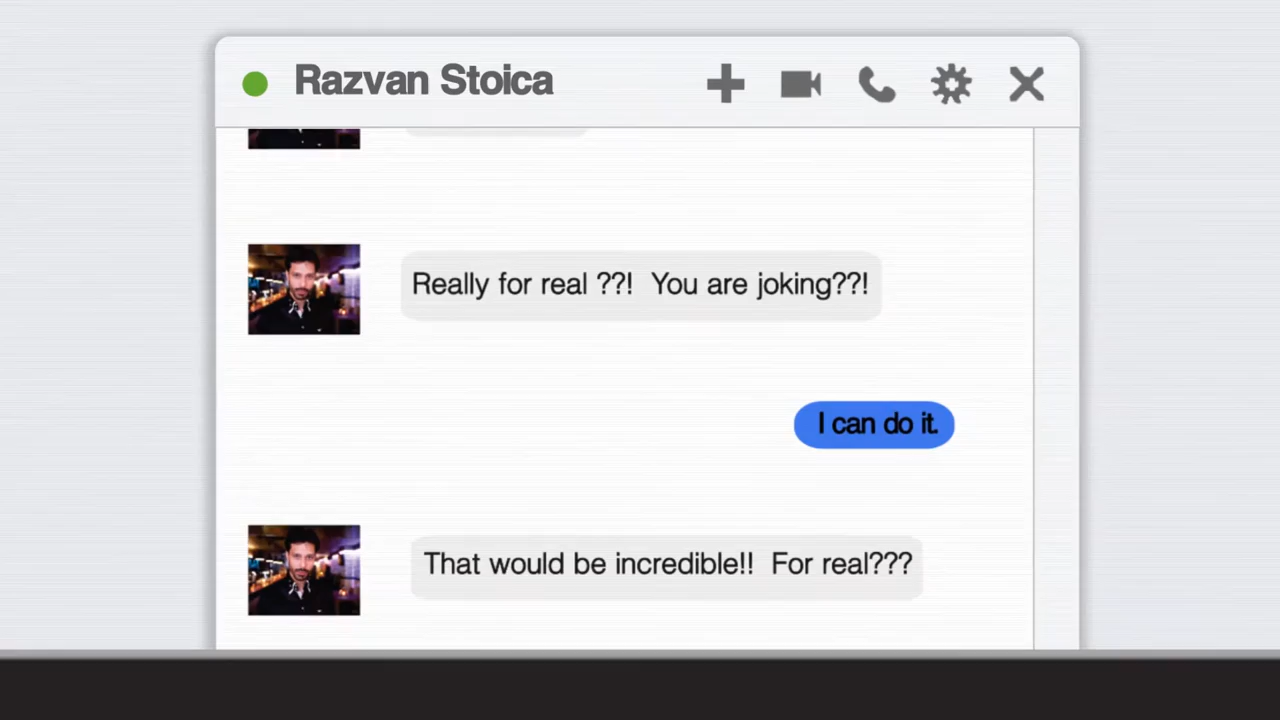 Razvan Stoica
Really for real ??!  You are joking??!
I can do it.
That would be incredible!!  For real???